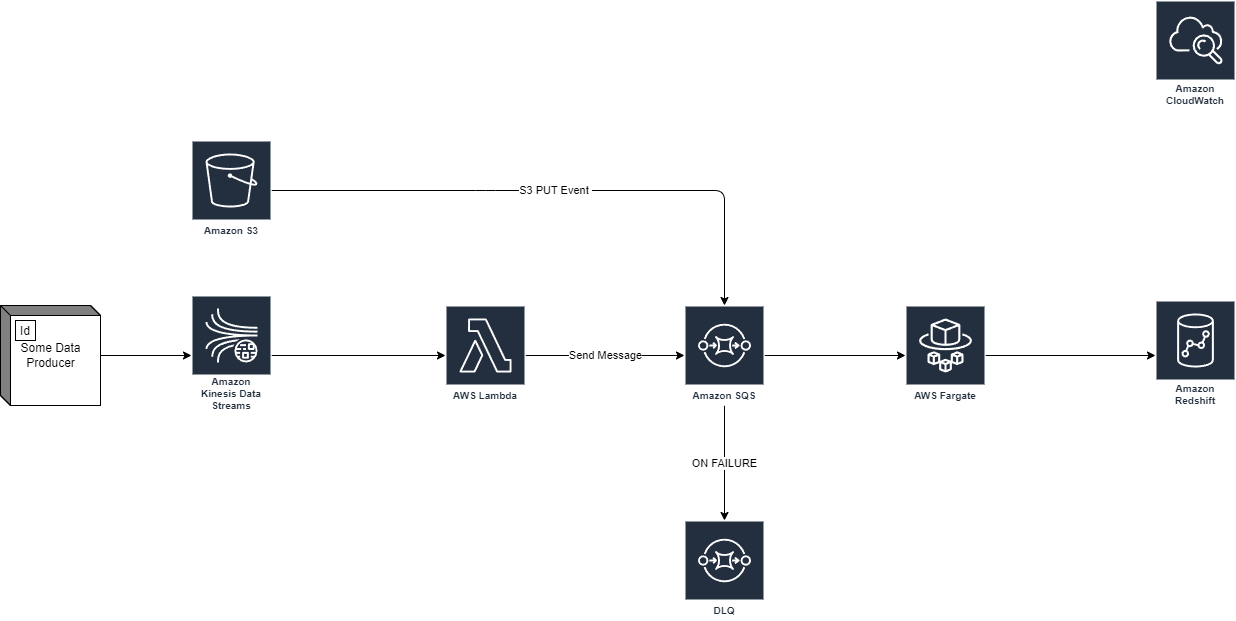 Amazon
CloudWatch
Amazon S3
S3 PUT Event
Id
Some Data
Producer
Amazon
Kinesis Data
Streams
AWS Lambda
Send Message
Amazon SQS
AWS Fargate
Amazon
Redshift
ON FAILURE
DLQ